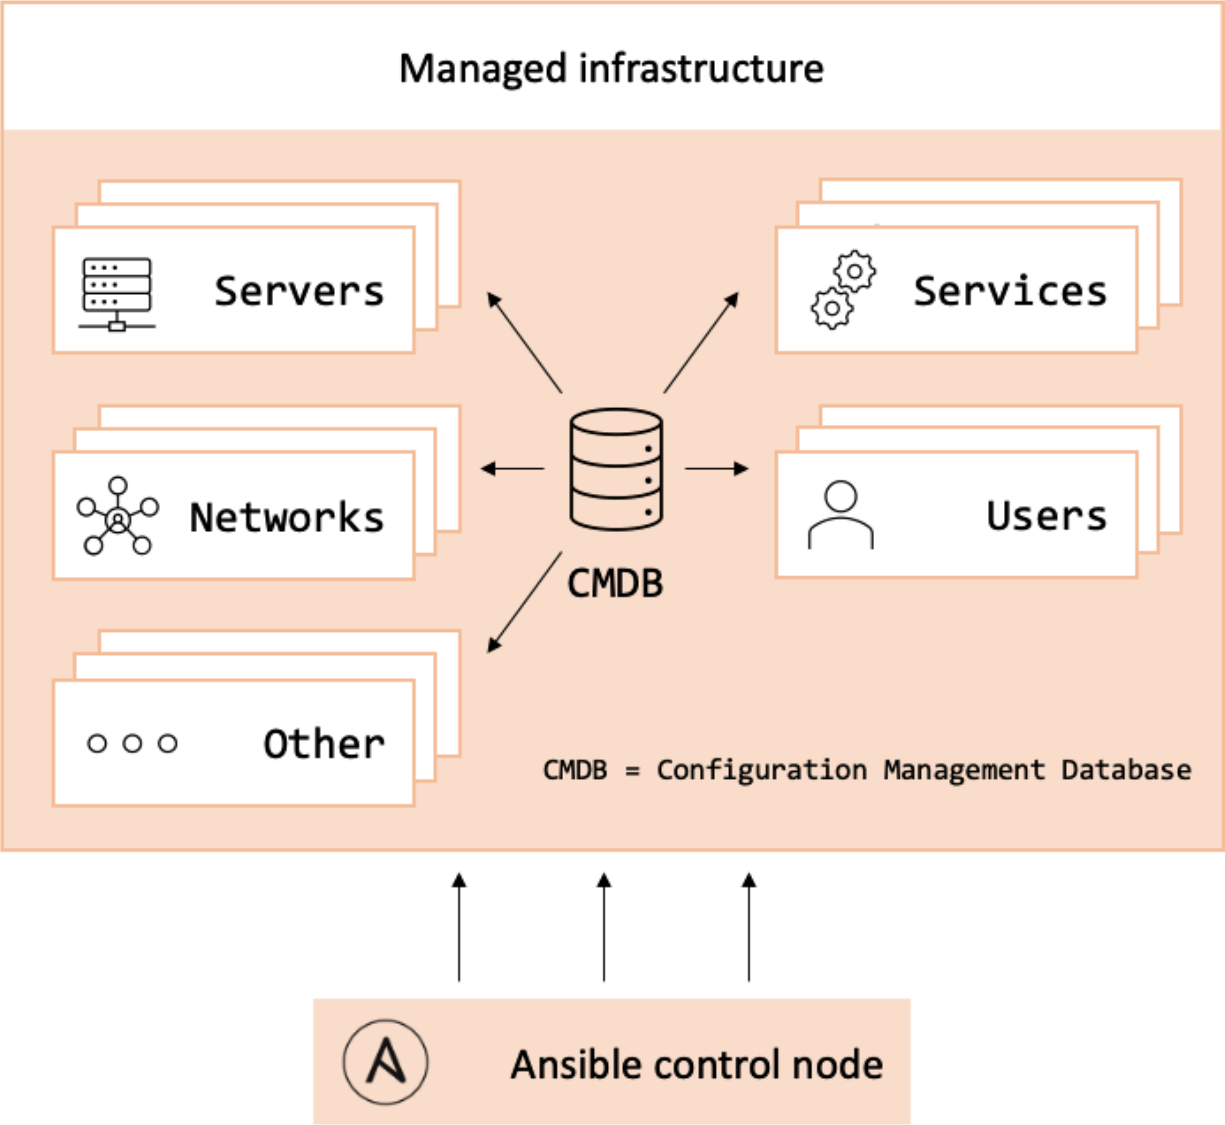 Managed infrastructure
Servers
Services
Networks
Users
CMDB
Other
CMDB = Configuration Management Database
Ansible control node